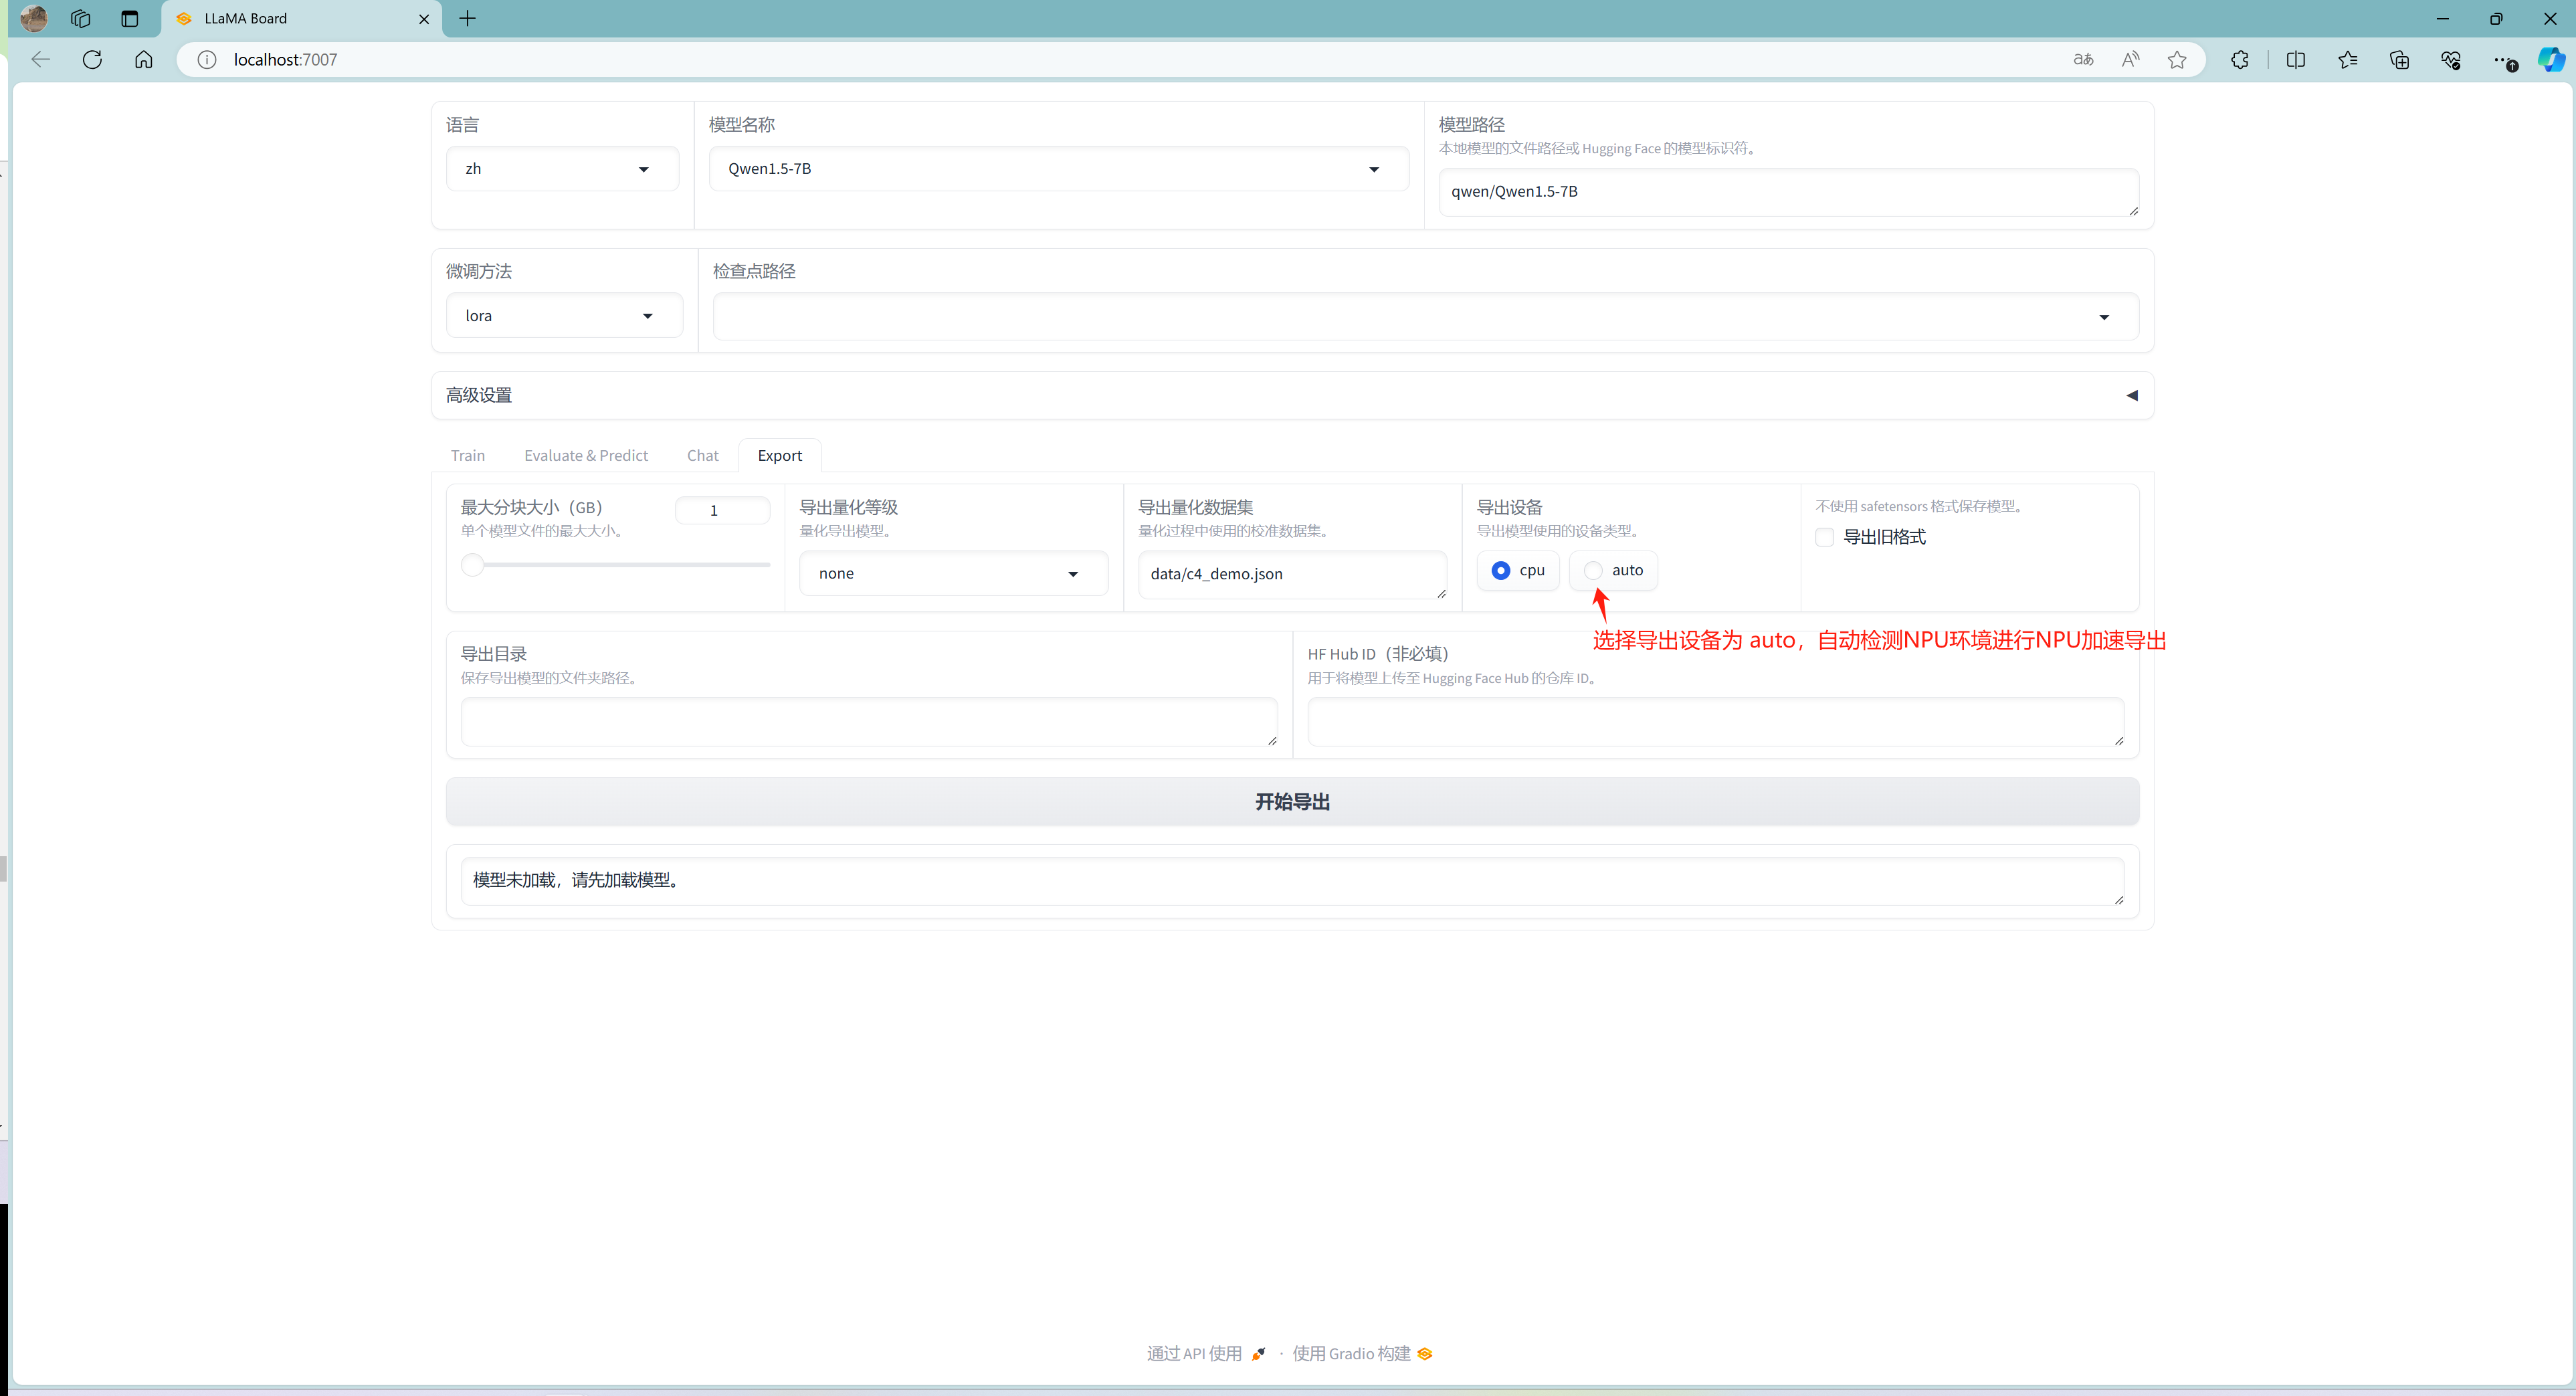 LLaMA Board
localhost:7007
语言
zh
模型名称
Qwen1.5-7B
模型路径
本地模型的文件路径或 Hugging Face 的模型标识符。
qwen/Qwen1.5-7B
微调方法
lora
检查点路径
高级设置
Train
Evaluate & Predict
Chat
Export
最大分块大小（GB）
1
单个模型文件的最大大小。
导出量化等级
量化导出模型。
none
导出量化数据集
量化过程中使用的校准数据集。
data/c4_demo.json
导出设备
导出模型使用的设备类型。
cpu
auto
不使用 safetensors 格式保存模型。
导出旧格式
选择导出设备为 auto，自动检测NPU环境进行NPU加速导出
导出目录
保存导出模型的文件夹路径。
HF Hub ID（非必填）
用于将模型上传至 Hugging Face Hub 的仓库 ID。
开始导出
模型未加载，请先加载模型。
通过 API 使用 · 使用 Gradio 构建